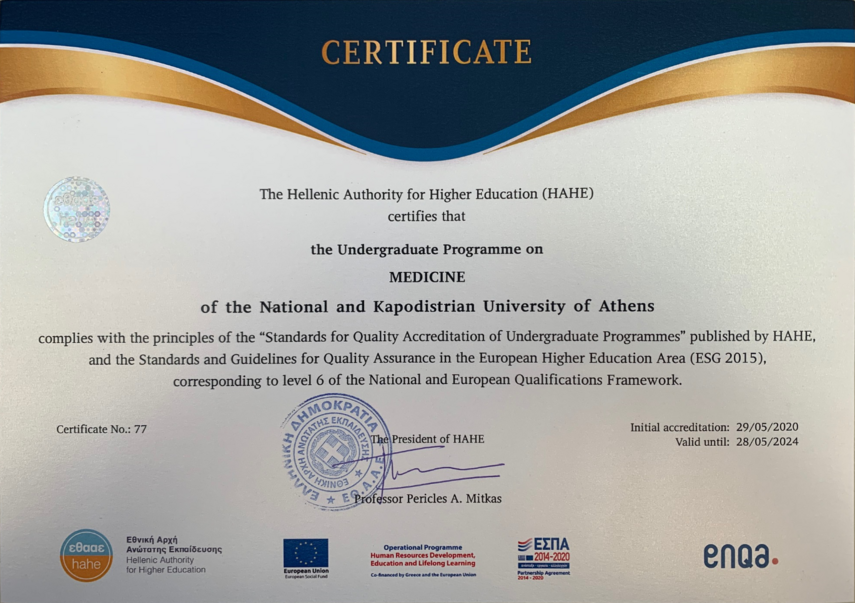 CERTIFICATE
The Hellenic Authority for Higher Education (HAHE)
certifies that
the Undergraduate Programme on
MEDICINE
of the National and Kapodistrian University of Athens
complies with the principles of the “Standards for Quality Accreditation of Undergraduate Programmes” published by HAHE,
and the Standards and Guidelines for Quality Assurance in the European Higher Education Area (ESG 2015),
corresponding to level 6 of the National and European Qualifications Framework.
Certificate No.: 77
ΕΛΛΗΝΙΚΗ ΔΗΜΟΚΡΑΤΙΑ
ΕΘΝΙΚΗ ΑΡΧΗ ΑΝΩΤΑΤΗΣ ΕΚΠΑΙΔΕΥΣΗΣ
ΕΘ.Α.Α.Ε
The President of HAHE
Professor Pericles A. Mitkas
Initial accreditation: 29/05/2020
Valid until: 28/05/2024
εθααε
hahe
Εθνική Αρχή
Ανώτατης Εκπαίδευσης
Hellenic Authority
for Higher Education
European Union
European Social Fund
Operational Programme
Human Resources Development,
Education and Lifelong Learning
Co-financed by Greece and the European Union
ΕΣΠΑ
2014-2020
Partnership Agreement
2014 - 2020
enqa.